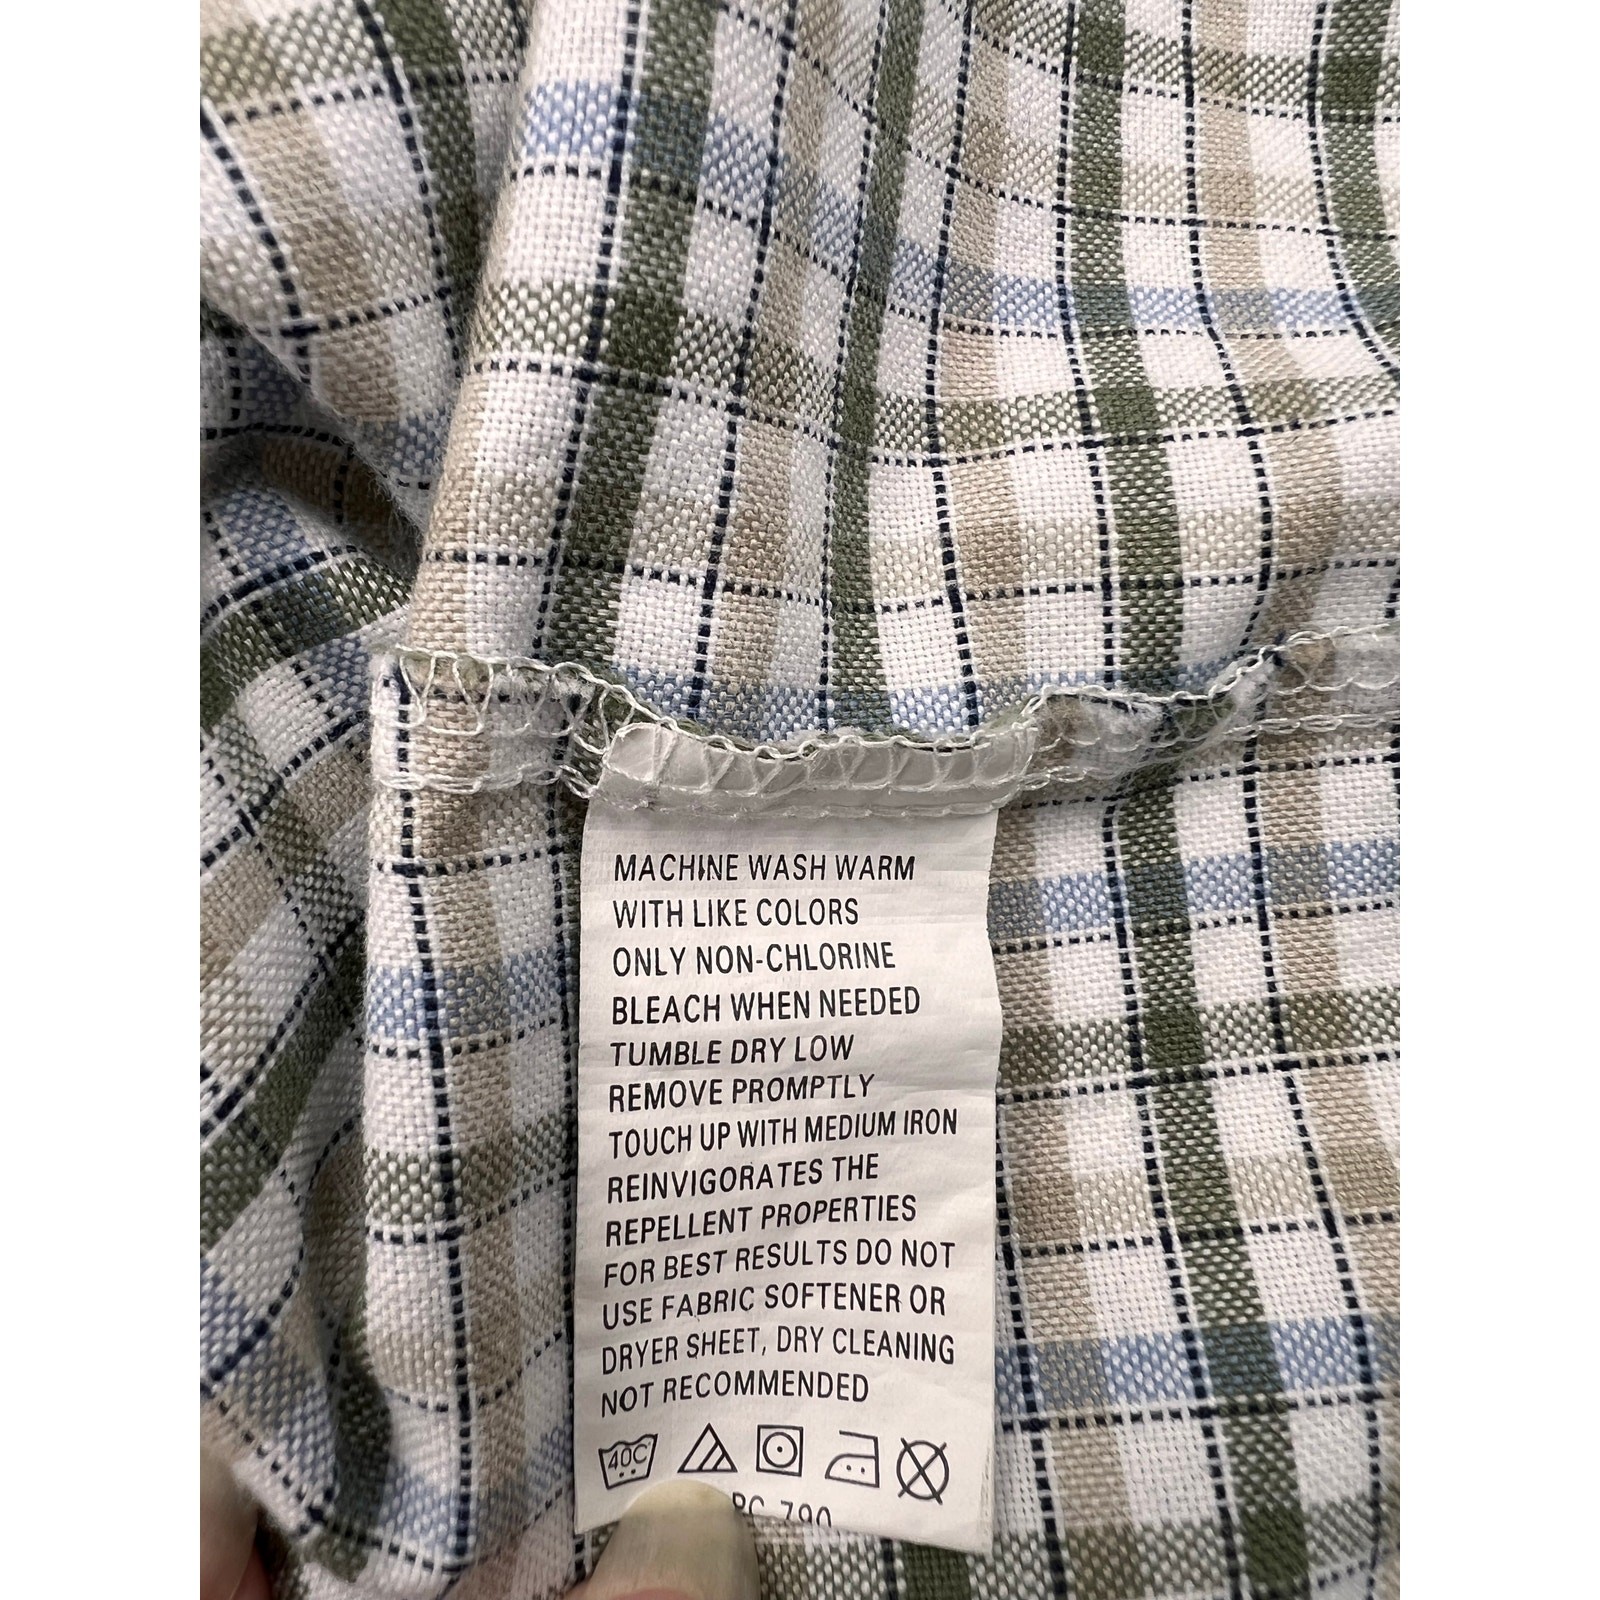 MACHINE WASH WARM
WITH LIKE COLORS
ONLY NON-CHLORINE
BLEACH WHEN NEEDED
TUMBLE DRY LOW
REMOVE PROMPTLY
TOUCH UP WITH MEDIUM IRON
REINVIGORATES THE
REPELLENT PROPERTIES
FOR BEST RESULTS DO NOT
USE FABRIC SOFTENER OR
DRYER SHEET, DRY CLEANING
NOT RECOMMENDED
40C
790